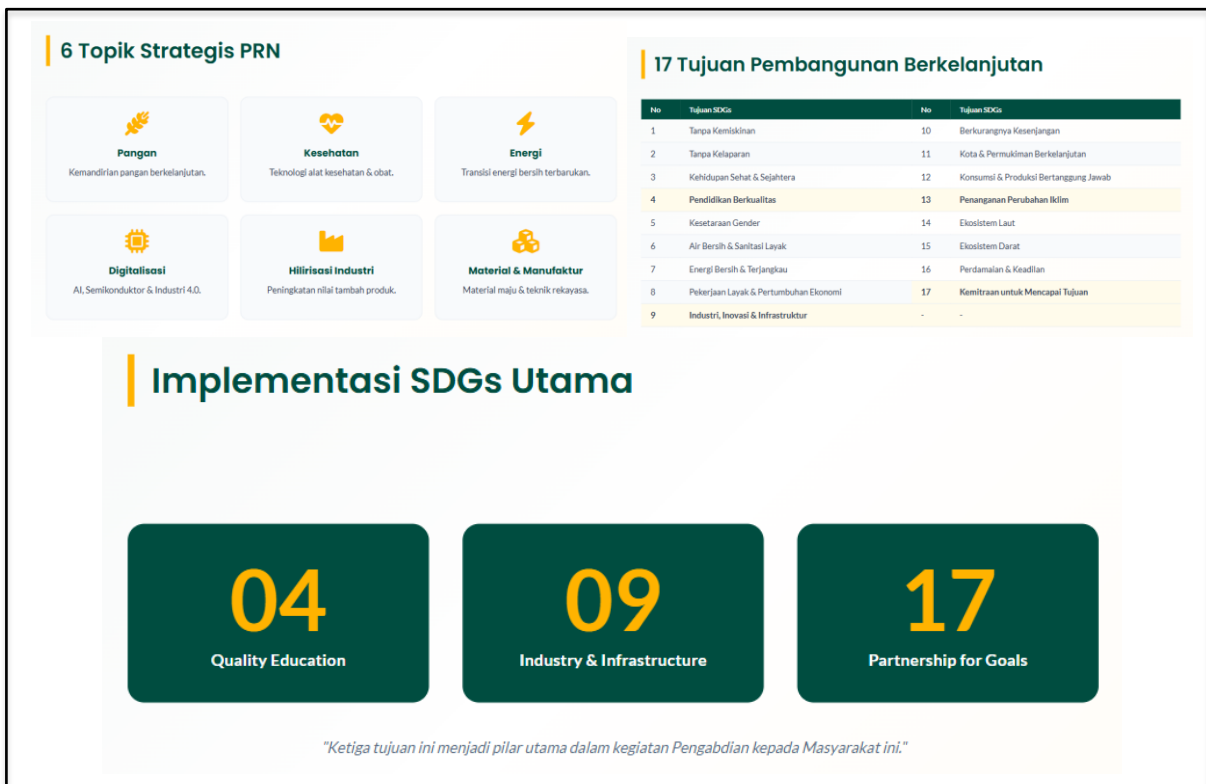 6 Topik Strategis PRN
Pangan
Kemandirian pangan berkelanjutan.
Kesehatan
Teknologi alat kesehatan & obat.
Energi
Transisi energi bersih terbarukan.
Digitalisasi
AI, Semikonduktor & Industri 4.0.
Hilirisasi Industri
Peningkatan nilai tambah produk.
Material & Manufaktur
Material maju & teknik rekayasa.
17 Tujuan Pembangunan Berkelanjutan
No Tujuan SDGs No Tujuan SDGs
1 Tanpa Kemiskinan 10 Berkurangnya Kesenjangan
2 Tanpa Kelaparan 11 Kota & Permukiman Berkelanjutan
3 Kehidupan Sehat & Sejahtera 12 Konsumsi & Produksi Bertanggung Jawab
4 Pendidikan Berkualitas 13 Penanganan Perubahan Iklim
5 Kesetaraan Gender 14 Ekosistem Laut
6 Air Bersih & Sanitasi Layak 15 Ekosistem Darat
7 Energi Bersih & Terjangkau 16 Perdamaian & Keadilan
8 Pekerjaan Layak & Pertumbuhan Ekonomi 17 Kemitraan untuk Mencapai Tujuan
9 Industri, Inovasi & Infrastruktur - -
Implementasi SDGs Utama
04
Quality Education
09
Industry & Infrastructure
17
Partnership for Goals
"Ketiga tujuan ini menjadi pilar utama dalam kegiatan Pengabdian kepada Masyarakat ini."